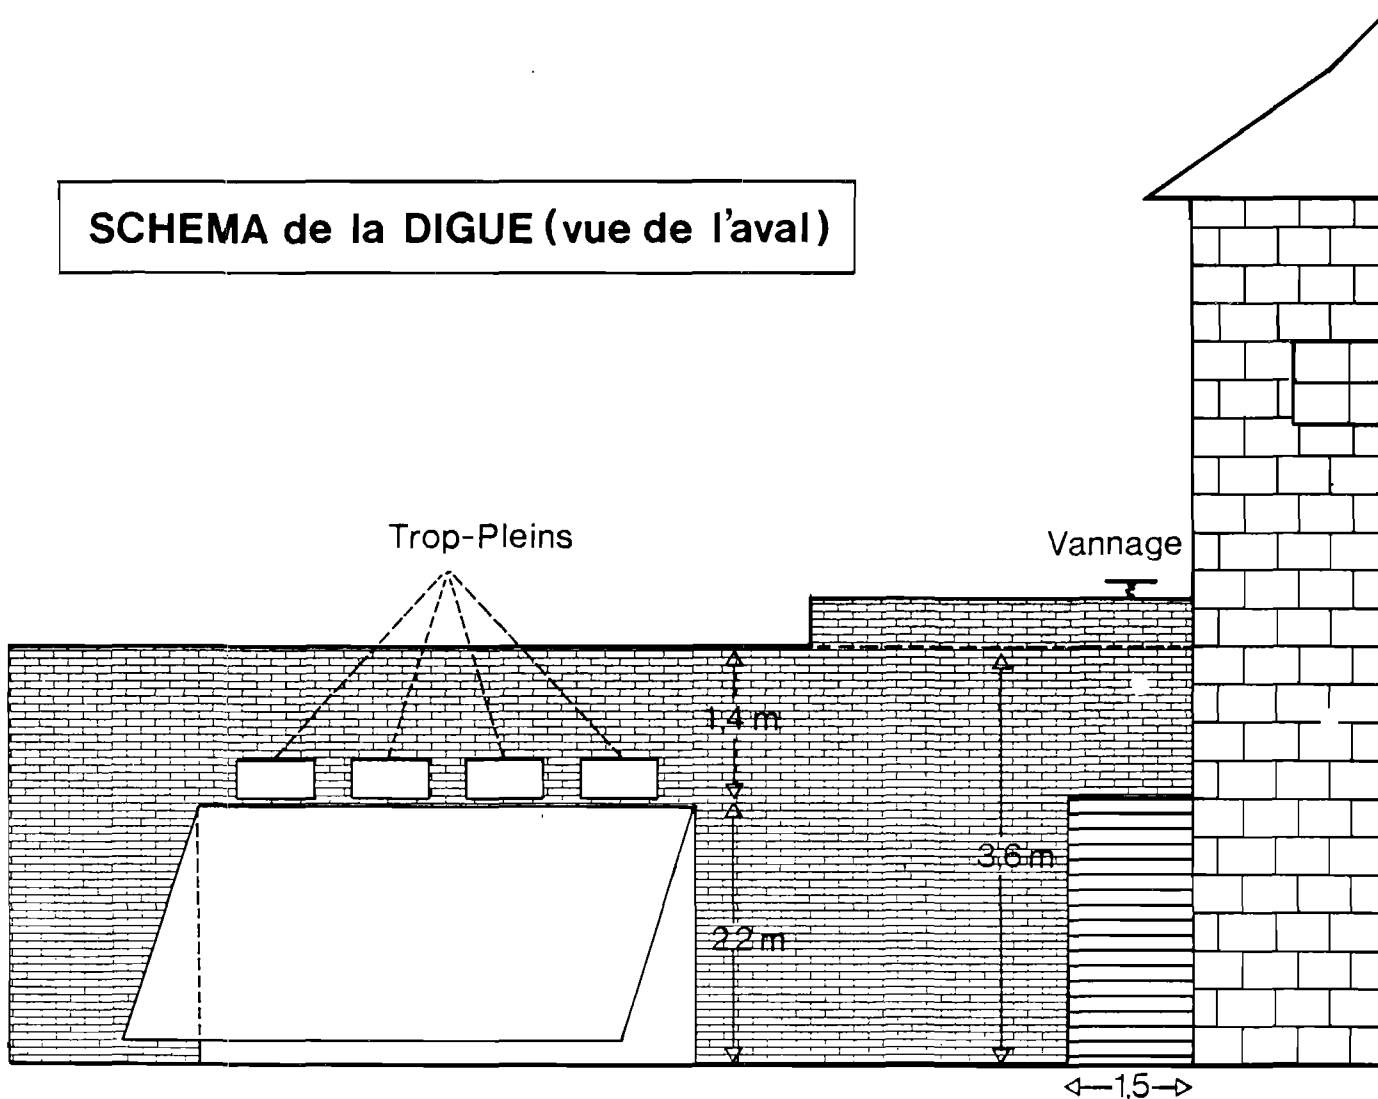 SCHEMA de la DIGUE (vue de l'aval)
Trop-Pleins
Vannage
1,4 m
3,6 m
2,2 m
1,5